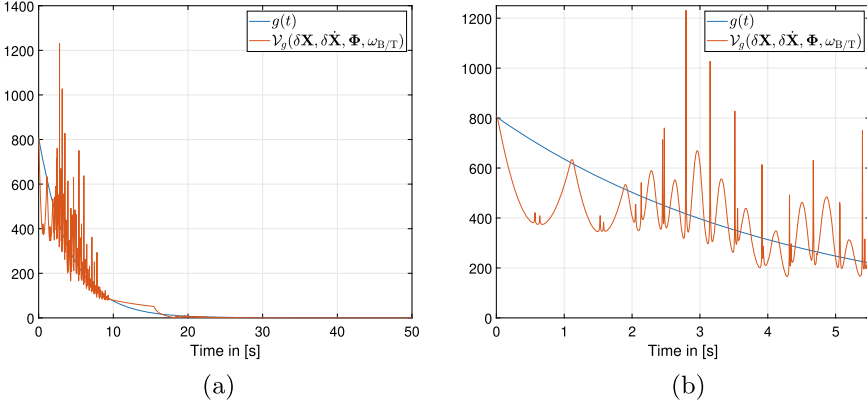 1400
1200
1000
800
600
400
200
0
0 10 20 30 40 50
Time in [s]
g(t)
𝒱_g(δ𝐗, δ𝐗̇, 𝚽, ω_B/T)
(a)
1200
1000
800
600
400
200
0
0 1 2 3 4 5
Time in [s]
g(t)
𝒱_g(δ𝐗, δ𝐗̇, 𝚽, ω_B/T)
(b)